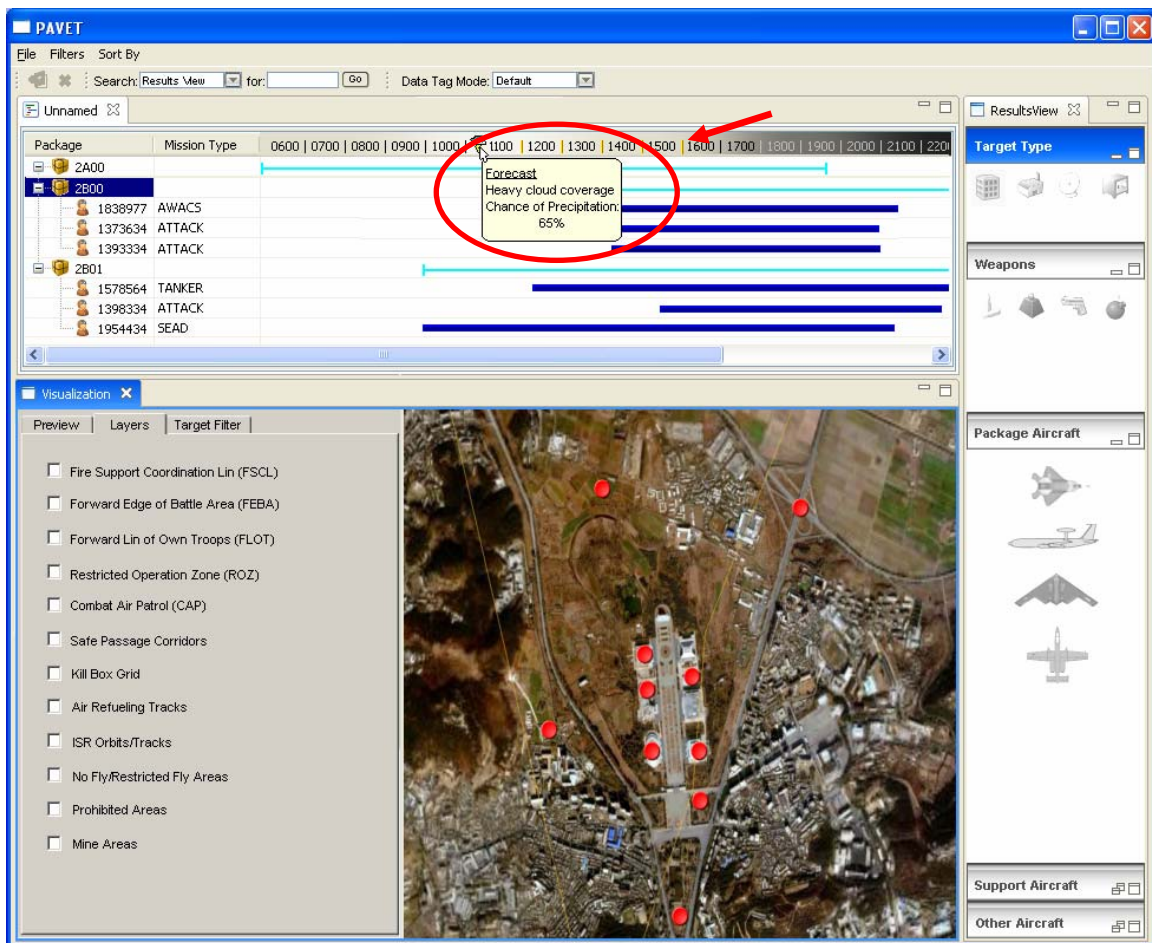 PAVET
File Filters Sort By
Search: Results View for: Go Data Tag Mode: Default
Unnamed
Package Mission Type 0600 | 0700 | 0800 | 0900 | 1000 | 1100 | 1200 | 1300 | 1400 | 1500 | 1600 | 1700 | 1800 | 1900 | 2000 | 2100 | 220
2A00
2B00
1838977 AWACS
1373634 ATTACK
1393334 ATTACK
2B01
1578564 TANKER
1398334 ATTACK
1954434 SEAD
Forecast
Heavy cloud coverage
Chance of Precipitation:
65%
ResultsView
Target Type
Weapons
Package Aircraft
Support Aircraft
Other Aircraft
Visualization
Preview Layers Target Filter
Fire Support Coordination Lin (FSCL)
Forward Edge of Battle Area (FEBA)
Forward Lin of Own Troops (FLOT)
Restricted Operation Zone (ROZ)
Combat Air Patrol (CAP)
Safe Passage Corridors
Kill Box Grid
Air Refueling Tracks
ISR Orbits/Tracks
No Fly/Restricted Fly Areas
Prohibited Areas
Mine Areas